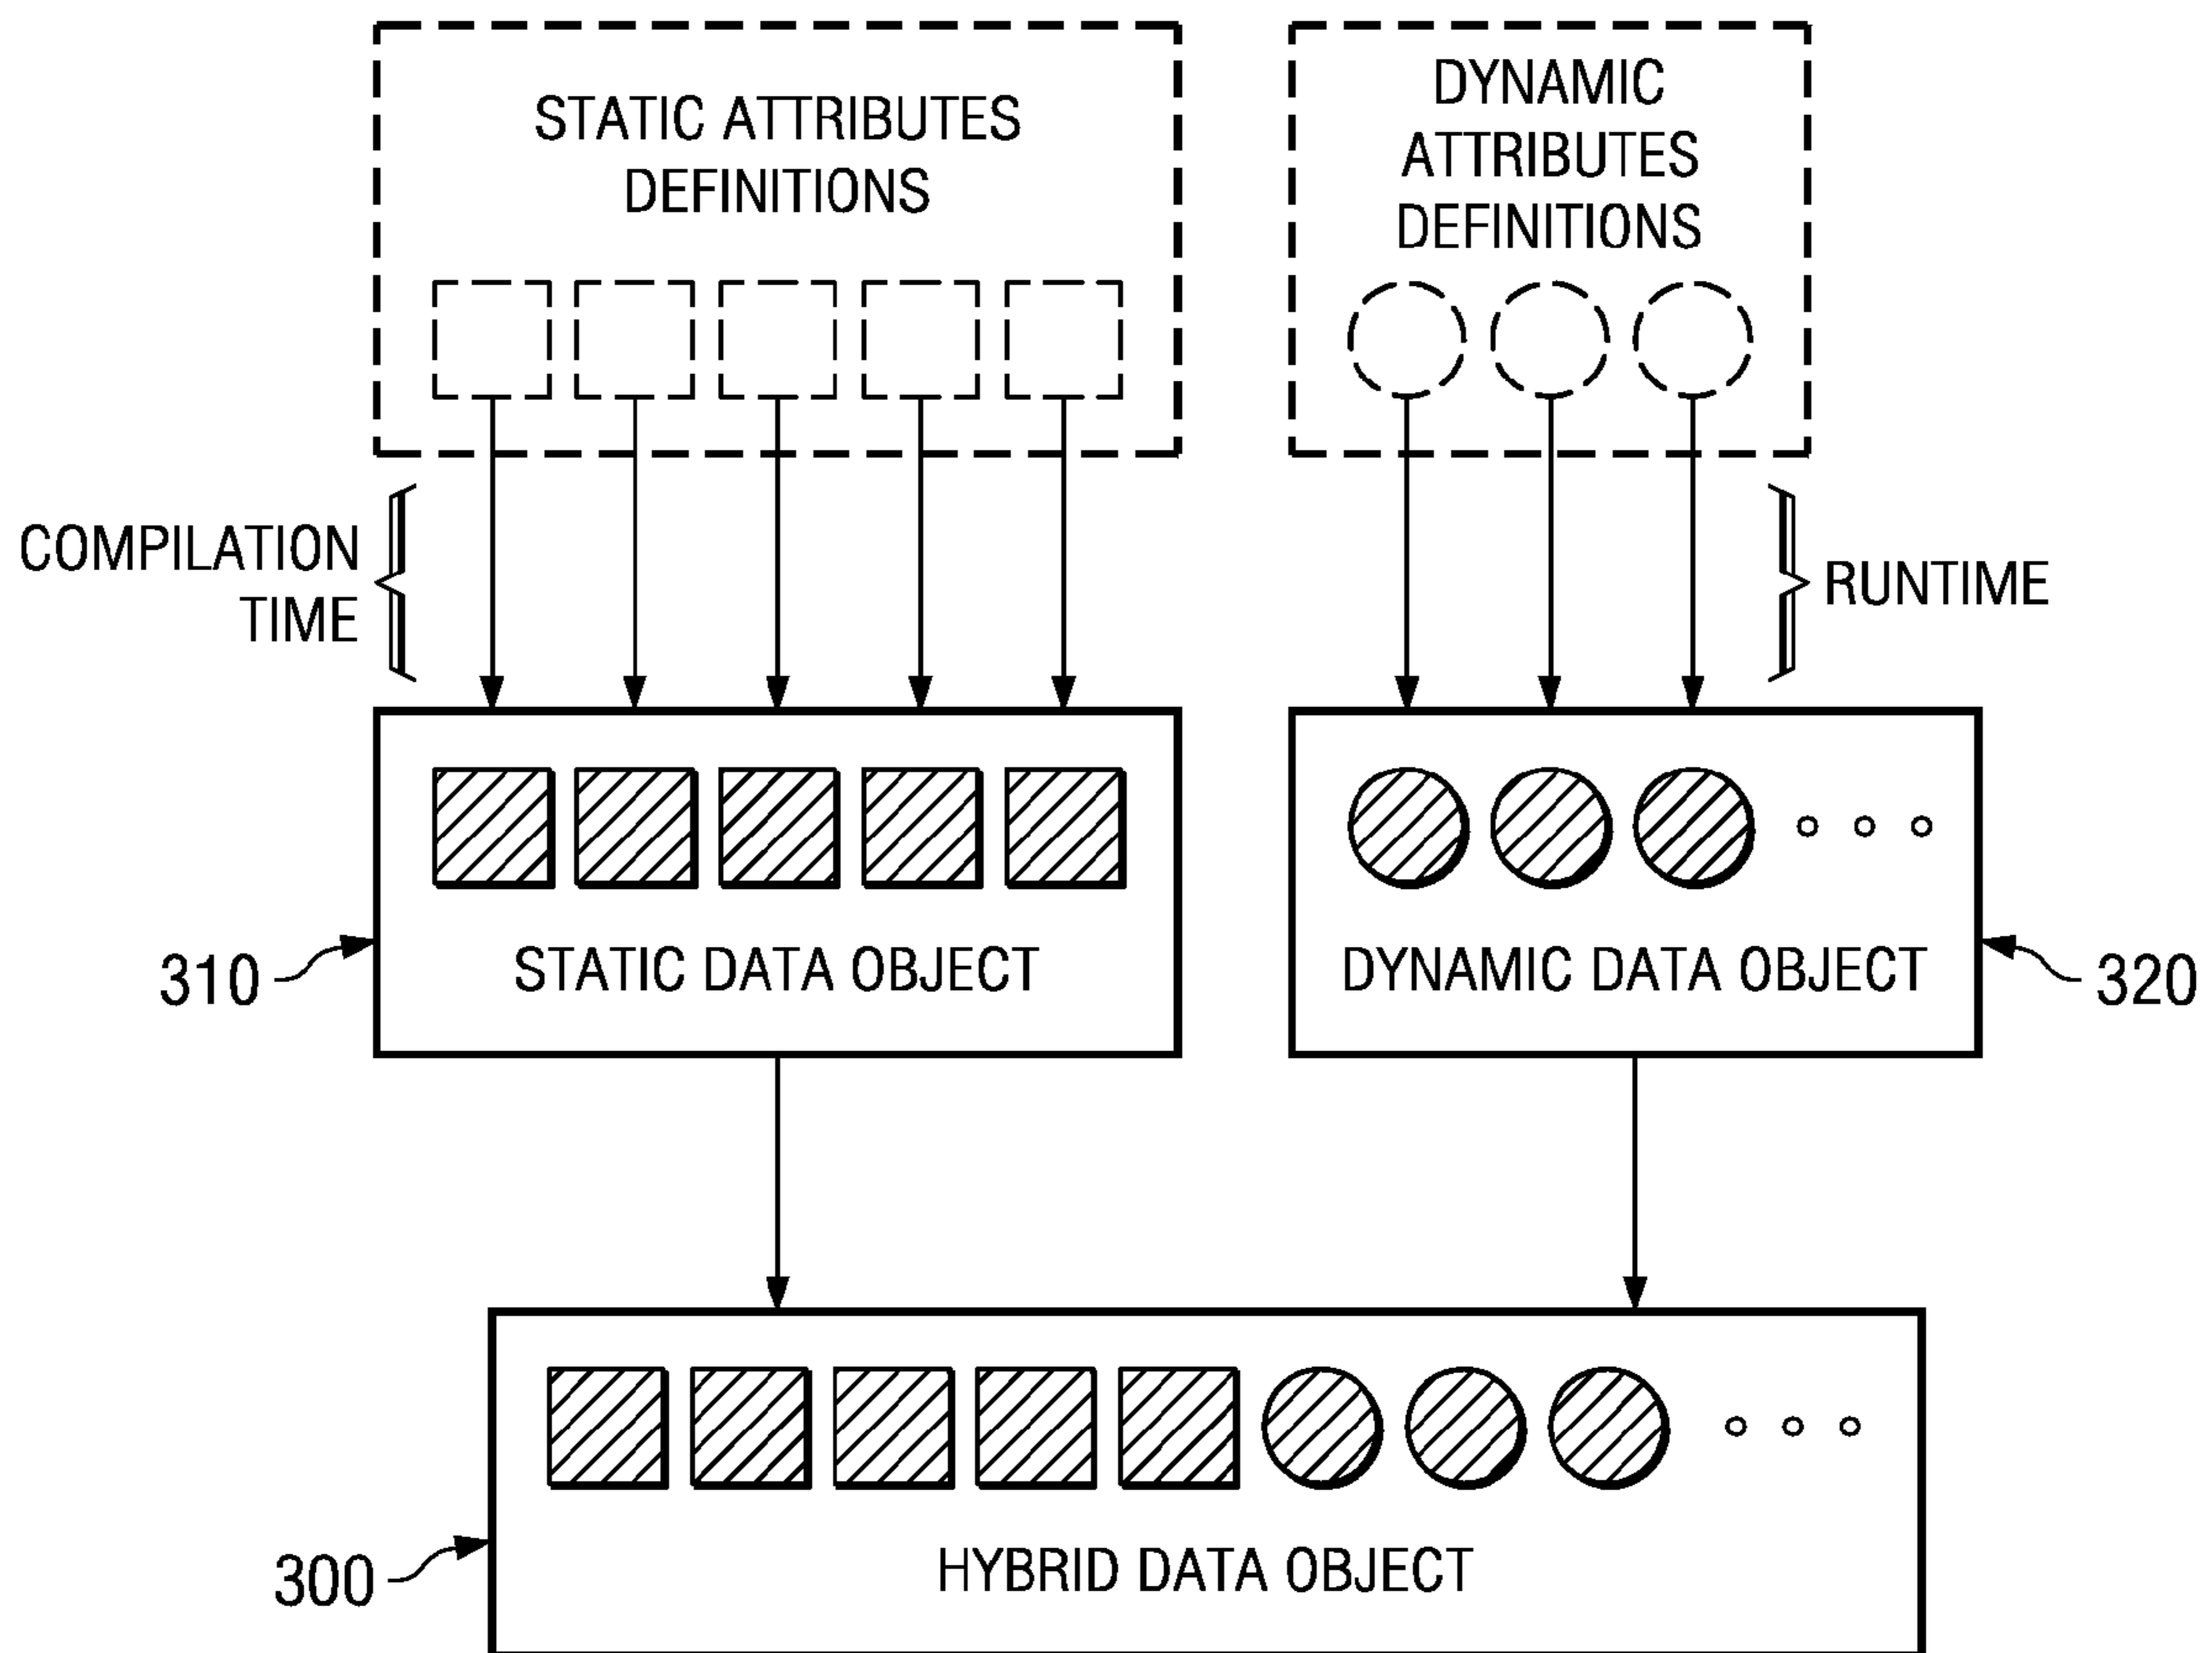 STATIC ATTRIBUTES
DEFINITIONS
DYNAMIC
ATTRIBUTES
DEFINITIONS
COMPILATION
TIME
RUNTIME
310
STATIC DATA OBJECT
DYNAMIC DATA OBJECT
320
300
HYBRID DATA OBJECT